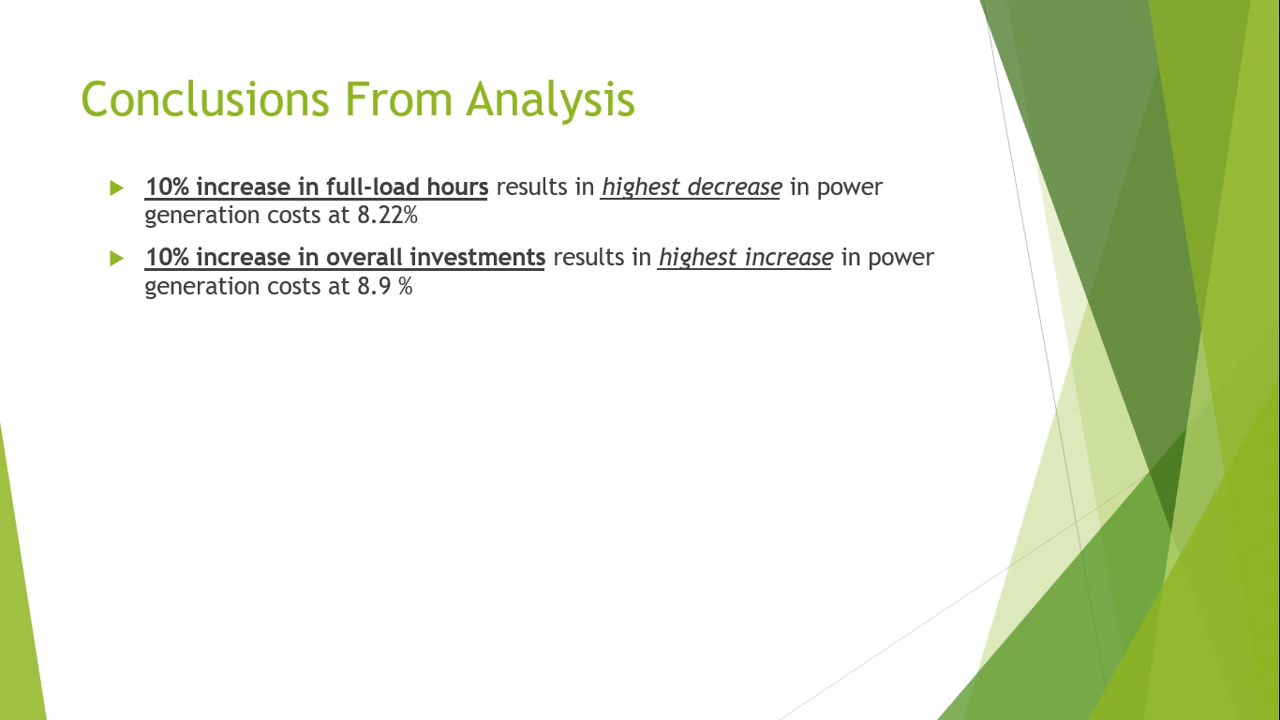 Conclusions From Analysis
10% increase in full-load hours results in highest decrease in power
generation costs at 8.22%
10% increase in overall investments results in highest increase in power
generation costs at 8.9 %